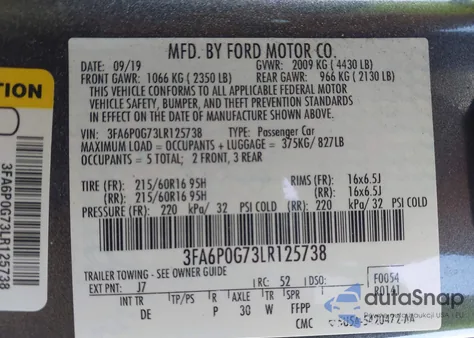 MFD. BY FORD MOTOR CO.
DATE: 09/19 GVWR: 2009 KG ( 4430 LB)
FRONT GAWR: 1066 KG ( 2350 LB) REAR GAWR: 966 KG ( 2130 LB)
THIS VEHICLE CONFORMS TO ALL APPLICABLE FEDERAL MOTOR
VEHICLE SAFETY, BUMPER, AND THEFT PREVENTION STANDARDS
IN EFFECT ON THE DATE OF MANUFACTURE SHOWN ABOVE.
VIN: 3FA6P0G73LR125738 TYPE: Passenger Car
MAXIMUM LOAD = OCCUPANTS + LUGGAGE = 375KG/ 827LB
OCCUPANTS = 5 TOTAL; 2 FRONT, 3 REAR
TIRE (FR): 215/60R16 95H RIMS (FR): 16x6.5J
(RR): 215/60R16 95H (RR): 16x6.5J
PRESSURE (FR): 220 kPa/ 32 PSI COLD (RR): 220 kPa/ 32 PSI COLD
3FA6P0G73LR125738
TRAILER TOWING - SEE OWNER GUIDE
EXT PNT: J7 RC: 52 DSO: F0054
R0141
INT TR TP/PS R AXLE TR SPR
DE P 30 W FFPP
CMC
UTION
3FA6P0G73LR125738
autaSnap